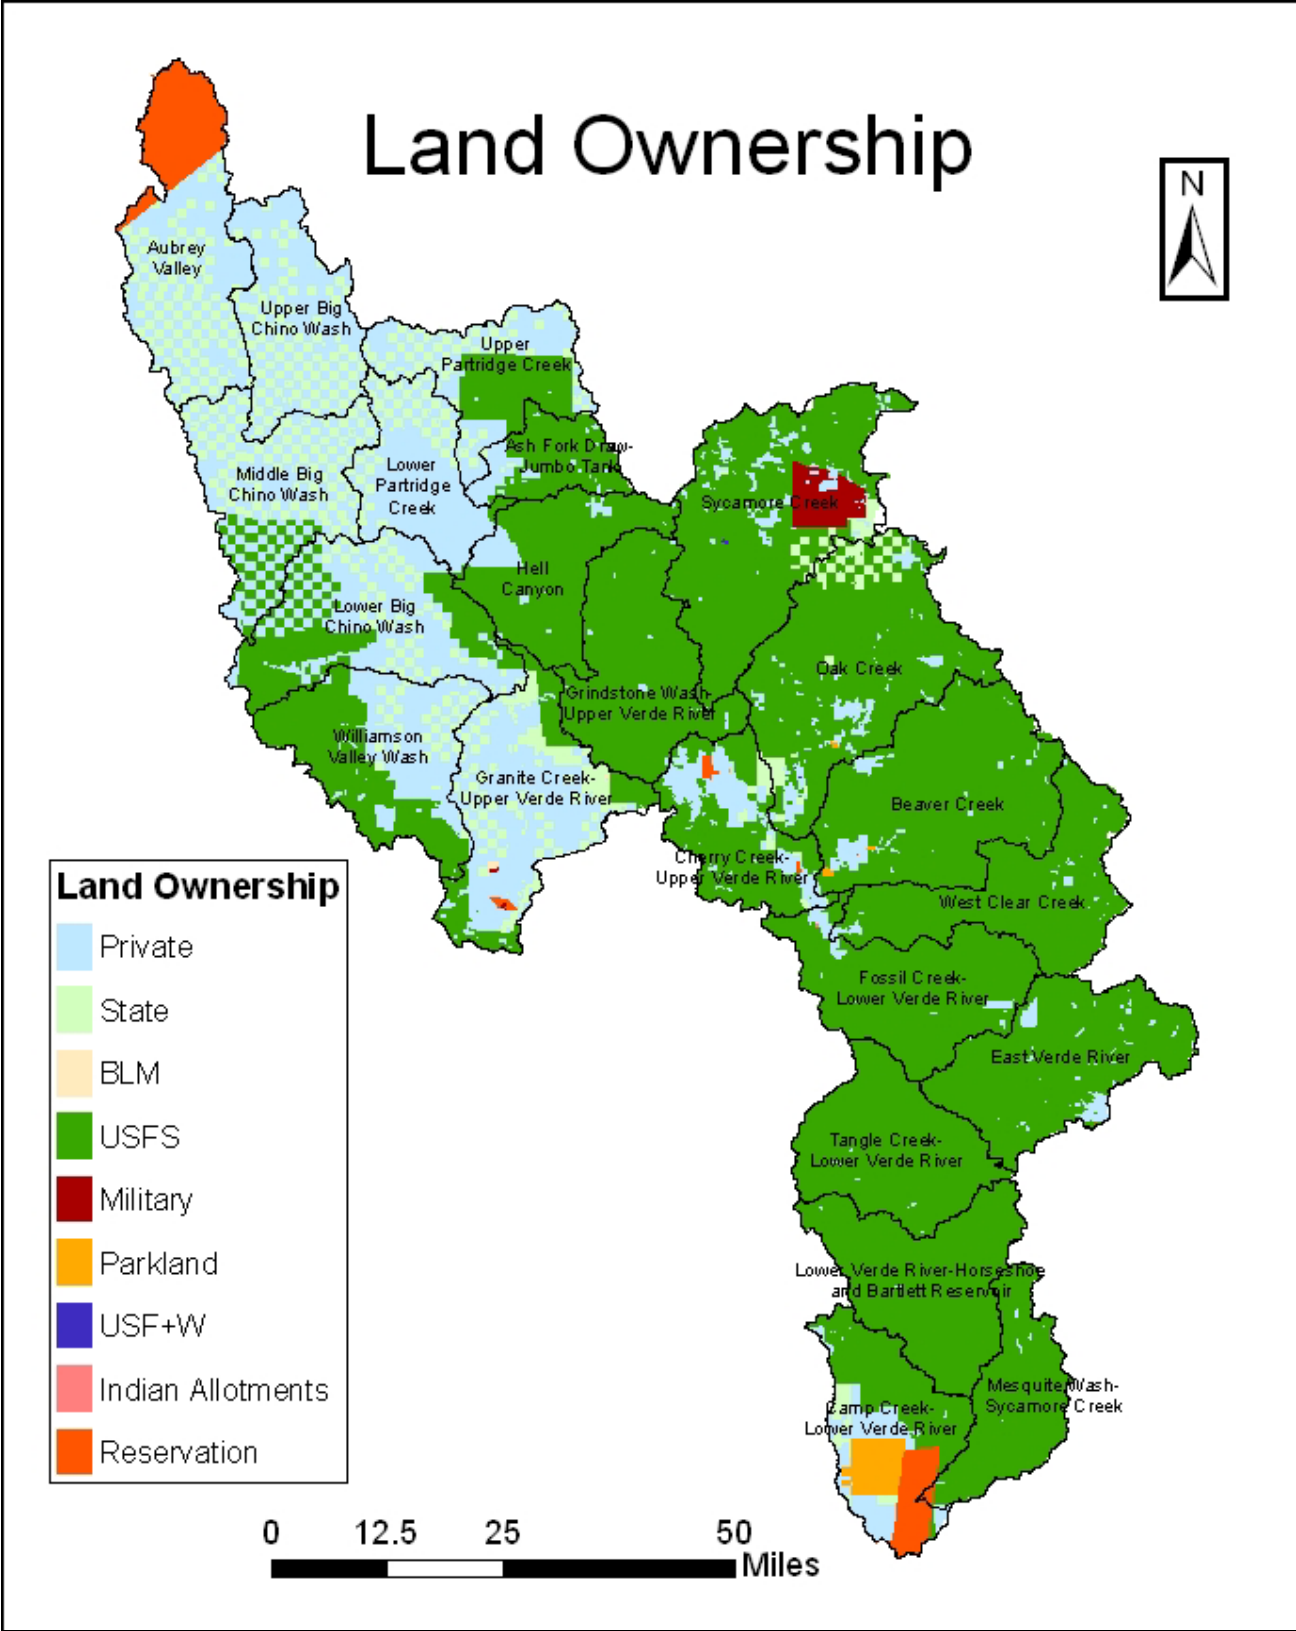 Land Ownership
N
Aubrey
Valley
Upper Big
Chino Wash
Upper
Partridge Creek
Ash Fork Draw-
Jumbo Tank
Middle Big
Chino Wash
Lower
Partridge
Creek
Sycamore Creek
Hell
Canyon
Lower Big
Chino Wash
Oak Creek
Grindstone Wash-
Upper Verde River
Williamson
Valley Wash
Granite Creek-
Upper Verde River
Beaver Creek
Cherry Creek-
Upper Verde River
West Clear Creek
Fossil Creek-
Lower Verde River
East Verde River
Tangle Creek-
Lower Verde River
Lower Verde River-Horseshoe
and Bartlett Reservoir
Mesquite Wash-
Sycamore Creek
Camp Creek-
Lower Verde River
Land Ownership
Private
State
BLM
USFS
Military
Parkland
USF+W
Indian Allotments
Reservation
0 12.5 25 50
Miles